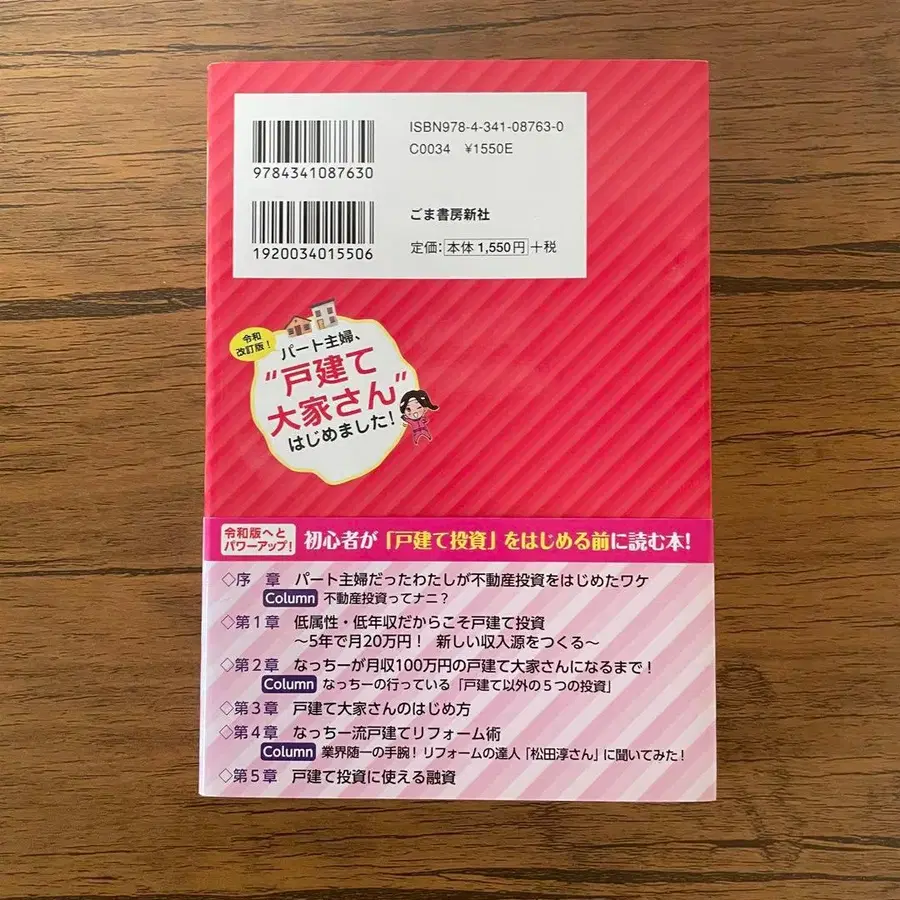 ISBN978-4-341-08763-0
C0034 ¥1550E
9784341087630
ごま書房新社
定価：本体1,550円＋税
1920034015506
令和
改訂版！
パート主婦、
“戸建て
大家さん”
はじめました！
令和版へと
パワーアップ！
初心者が「戸建て投資」をはじめる前に読む本！
◇序　章　パート主婦だったわたしが不動産投資をはじめたワケ
Column 不動産投資ってナニ？
◇第１章　低属性・低年収だからこそ戸建て投資
～5年で月20万円！　新しい収入源をつくる～
◇第２章　なっちーが月収100万円の戸建て大家さんになるまで！
Column なっちーの行っている「戸建て以外の５つの投資」
◇第３章　戸建て大家さんのはじめ方
◇第４章　なっちー流戸建てリフォーム術
Column 業界随一の手腕！リフォームの達人「松田淳さん」に聞いてみた！
◇第５章　戸建て投資に使える融資